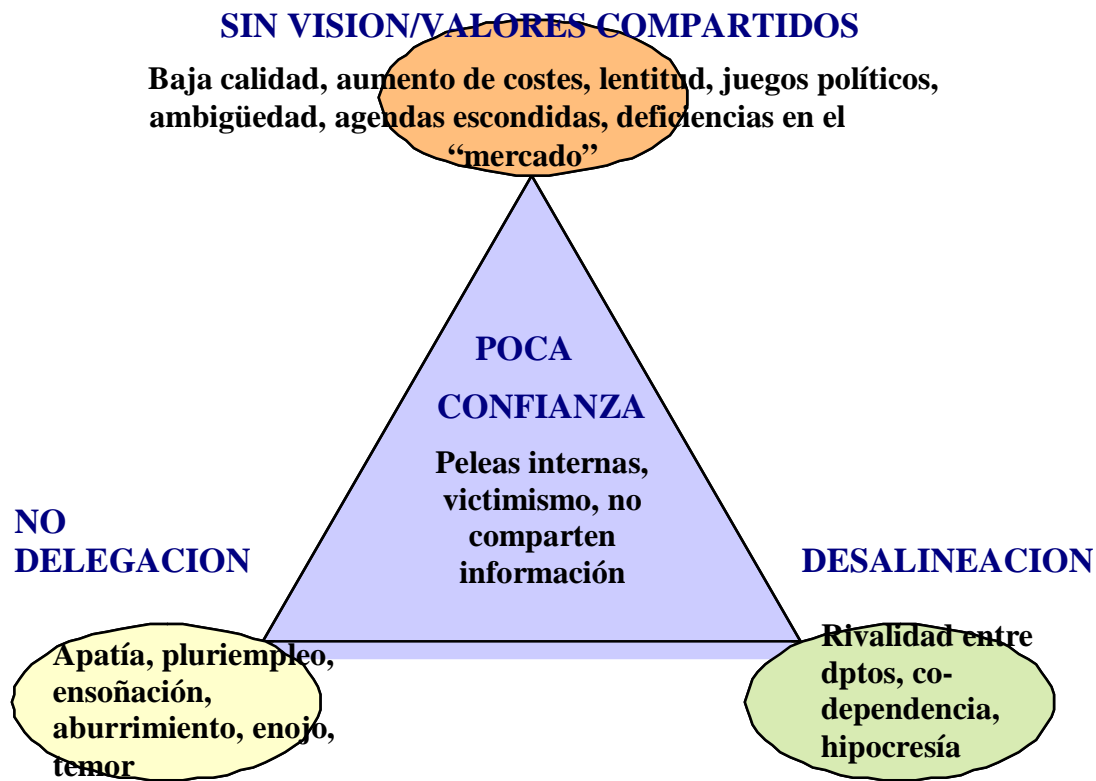 SIN VISION/VALORES COMPARTIDOS
Baja calidad, aumento de costes, lentitud, juegos políticos,
ambigüedad, agendas escondidas, deficiencias en el
“mercado”
POCA
CONFIANZA
Peleas internas,
victimismo, no
comparten
información
NO
DELEGACION
Apatía, pluriempleo,
ensoñación,
aburrimiento, enojo,
temor
DESALINEACION
Rivalidad entre
dptos, co-
dependencia,
hipocresía